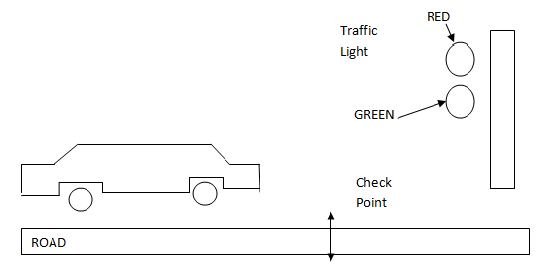 RED
Traffic
Light
GREEN
Check
Point
ROAD